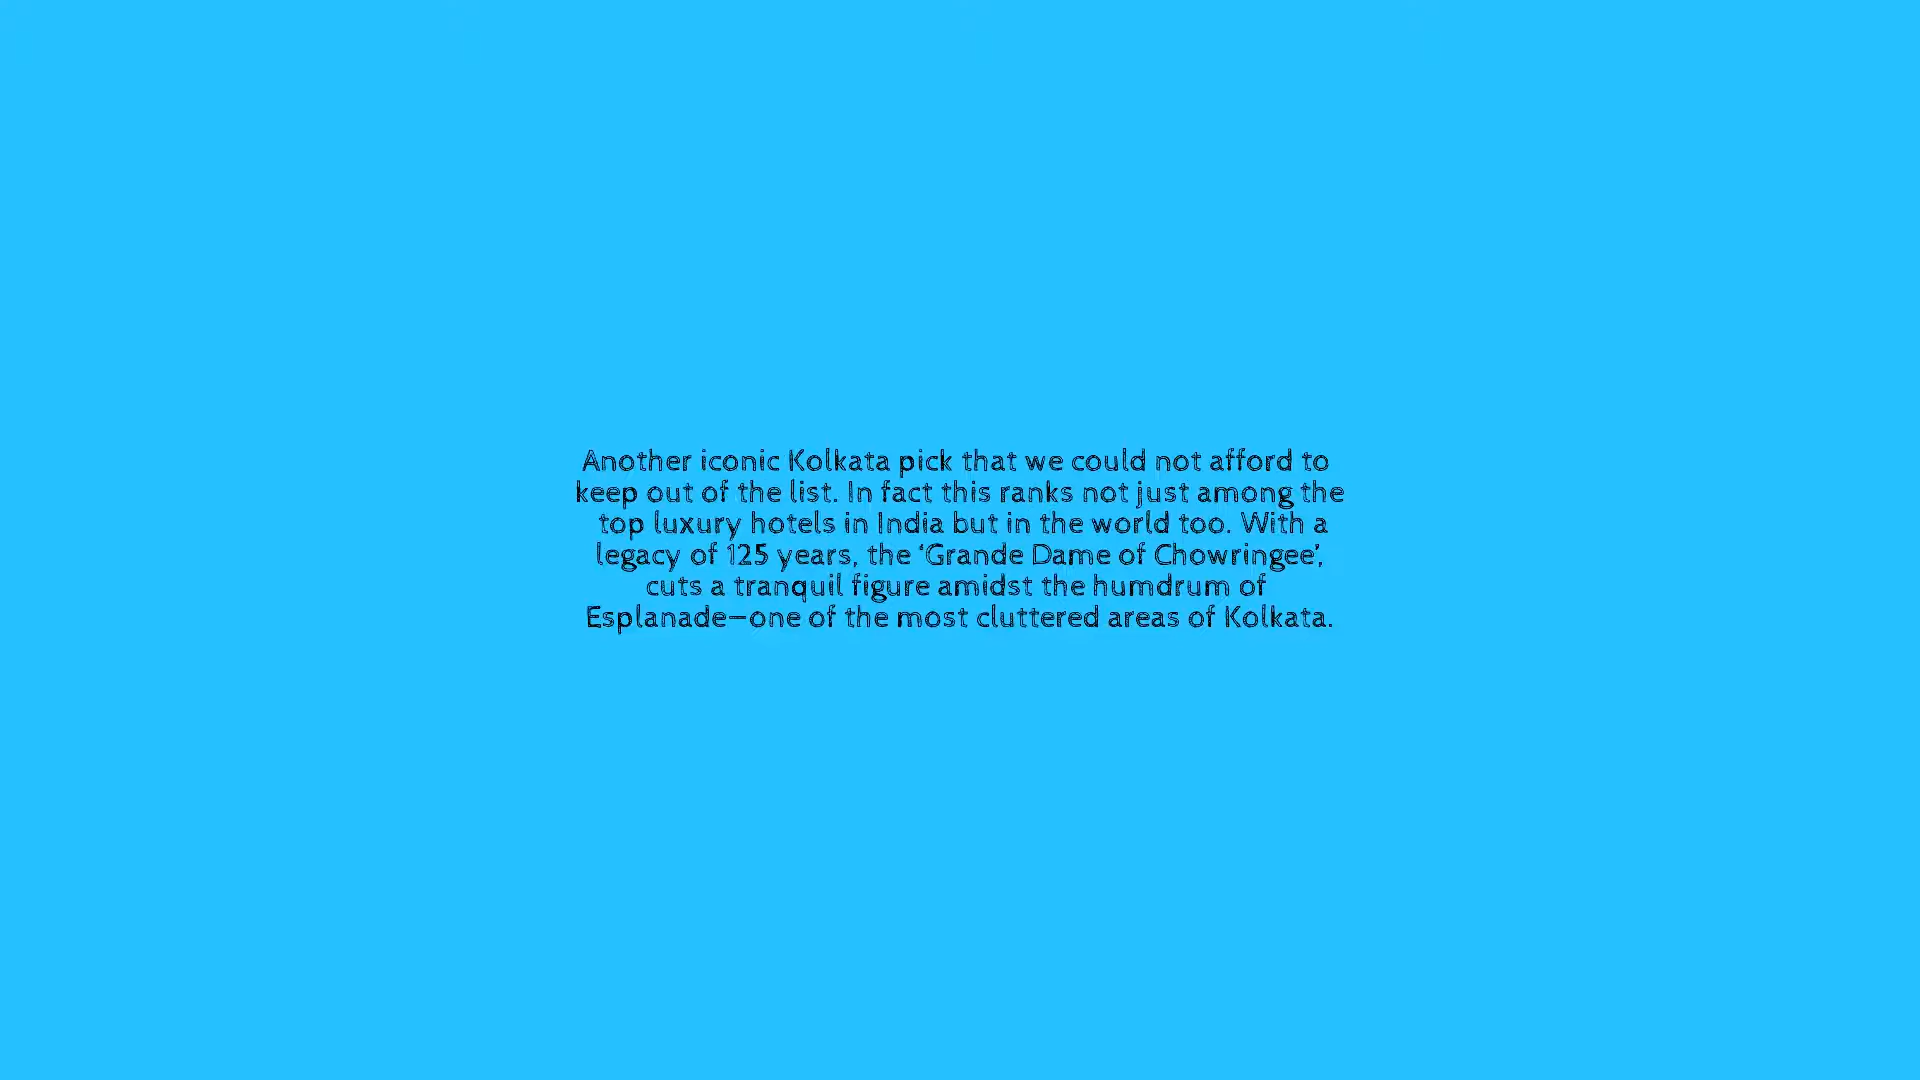 Another iconic Kolkata pick that we could not afford to
keep out of the list. In fact this ranks not just among the
top luxury hotels in India but in the world too. With a
legacy of 125 years, the ‘Grande Dame of Chowringee’,
cuts a tranquil figure amidst the humdrum of
Esplanade—one of the most cluttered areas of Kolkata.